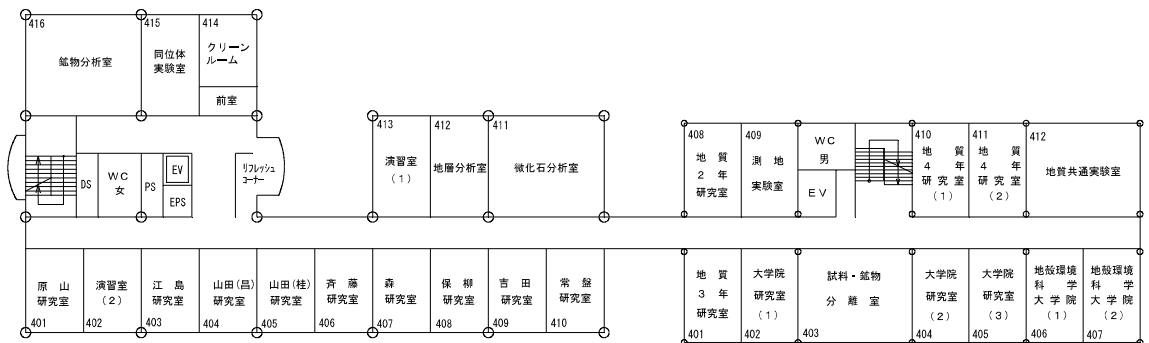 416
鉱物分析室
415
同位体
実験室
414
クリーン
ルーム
前室
DS
WC
女
PS
EV
EPS
リフレッシュ
コーナー
413
演習室
(1)
412
地層分析室
411
微化石分析室
408
地質
2年
研究室
409
測地
実験室
WC
男
EV
410
地質
4年
研究室
(1)
411
地質
4年
研究室
(2)
412
地質共通実験室
原山
研究室
401
演習室
(2)
402
江島
研究室
403
山田(昌)
研究室
404
山田(桂)
研究室
405
斉藤
研究室
406
森
研究室
407
保柳
研究室
408
吉田
研究室
409
常盤
研究室
410
地質
3年
研究室
401
大学院
研究室
(1)
402
試料・鉱物
分離室
403
大学院
研究室
(2)
404
大学院
研究室
(3)
405
地殻環境
科学
大学院
(1)
406
地殻環境
科学
大学院
(2)
407